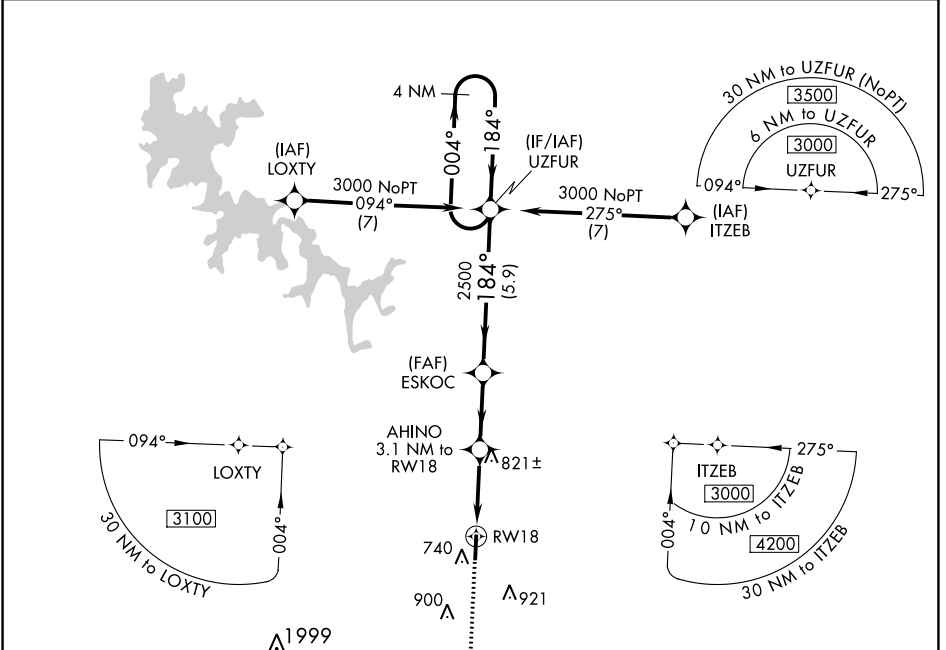 4 NM
004°
184°
(IF/IAF)
UZFUR
(IAF)
LOXTY
3000 NoPT
094°
(7)
3000 NoPT
275°
(7)
(IAF)
ITZEB
30 NM to UZFUR (NoPT)
3500
6 NM to UZFUR
3000
UZFUR
094°
275°
2500
184°
(5.9)
(FAF)
ESKOC
AHINO
3.1 NM to
RW18
821±
RW18
740
900
921
1999
094°
LOXTY
3100
004°
30 NM to LOXTY
275°
ITZEB
3000
10 NM to ITZEB
004°
4200
30 NM to ITZEB